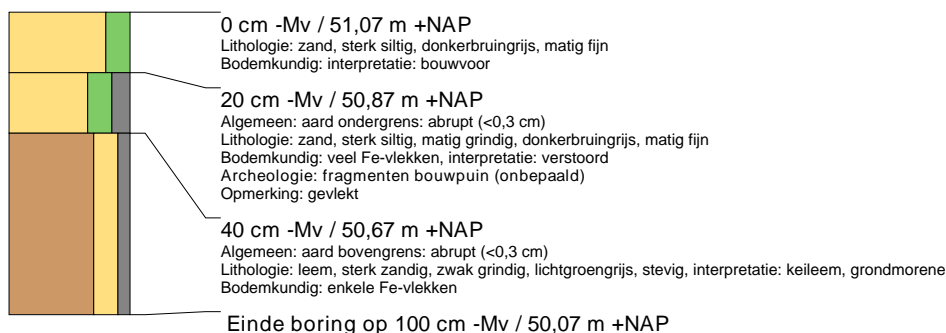 0 cm -Mv / 51,07 m +NAP
Lithologie: zand, sterk siltig, donkerbruingrijs, matig fijn
Bodemkundig: interpretatie: bouwvoor
20 cm -Mv / 50,87 m +NAP
Algemeen: aard ondergrens: abrupt (<0,3 cm)
Lithologie: zand, sterk siltig, matig grindig, donkerbruingrijs, matig fijn
Bodemkundig: veel Fe-vlekken, interpretatie: verstoord
Archeologie: fragmenten bouwpuin (onbepaald)
Opmerking: gevlekt
40 cm -Mv / 50,67 m +NAP
Algemeen: aard bovengrens: abrupt (<0,3 cm)
Lithologie: leem, sterk zandig, zwak grindig, lichtgroengrijs, stevig, interpretatie: keileem, grondmorene
Bodemkundig: enkele Fe-vlekken
Einde boring op 100 cm -Mv / 50,07 m +NAP